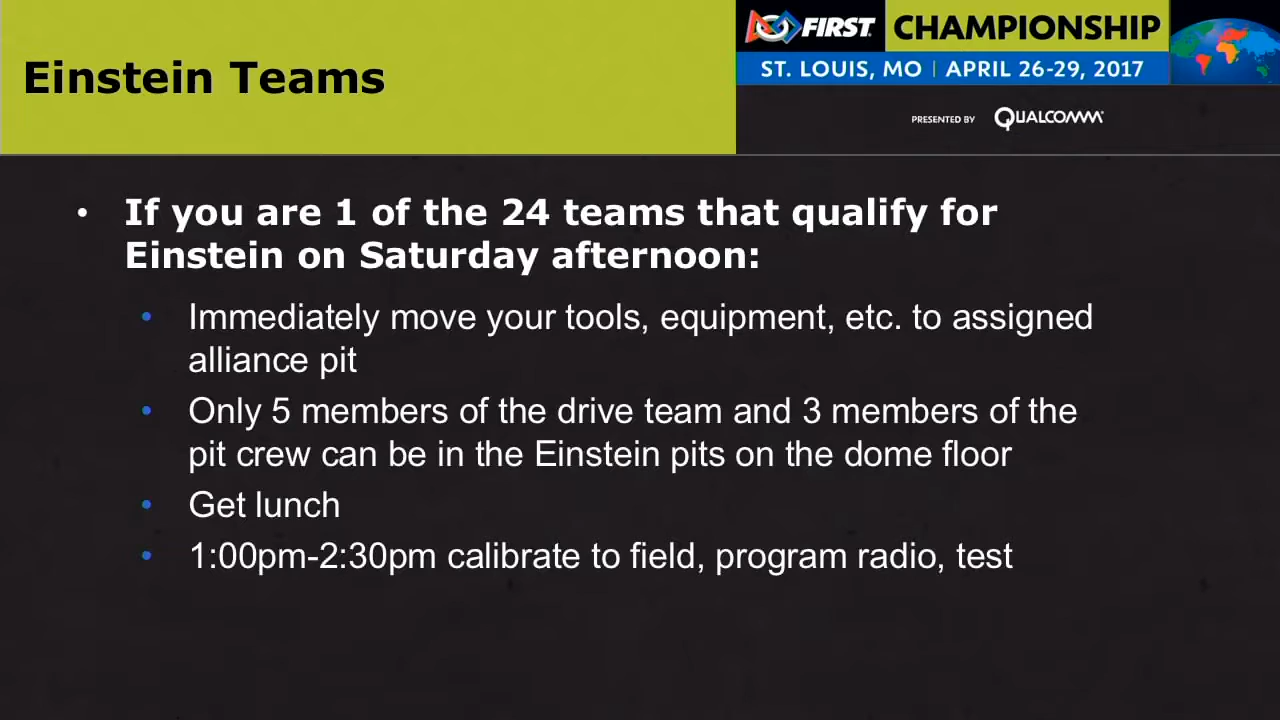 Einstein Teams
FIRST. CHAMPIONSHIP
ST. LOUIS, MO | APRIL 26-29, 2017
PRESENTED BY QUALCOMM®
• If you are 1 of the 24 teams that qualify for
Einstein on Saturday afternoon:
• Immediately move your tools, equipment, etc. to assigned
alliance pit
• Only 5 members of the drive team and 3 members of the
pit crew can be in the Einstein pits on the dome floor
• Get lunch
• 1:00pm-2:30pm calibrate to field, program radio, test